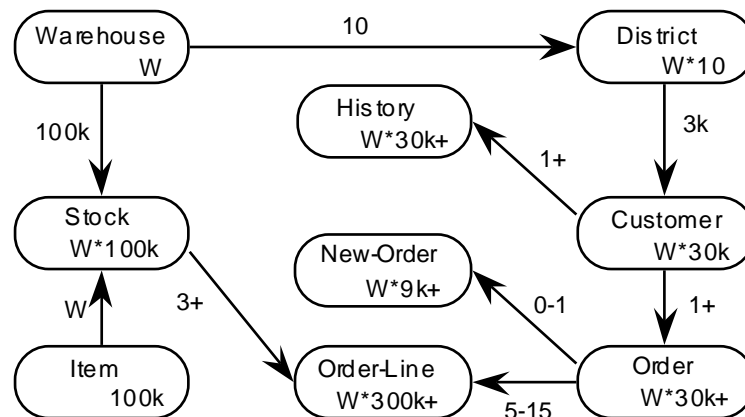 Warehouse
W
10
District
W*10
100k
History
W*30k+
3k
1+
Stock
W*100k
Customer
W*30k
New-Order
W*9k+
W
3+
0-1
1+
Item
100k
Order-Line
W*300k+
5-15
Order
W*30k+